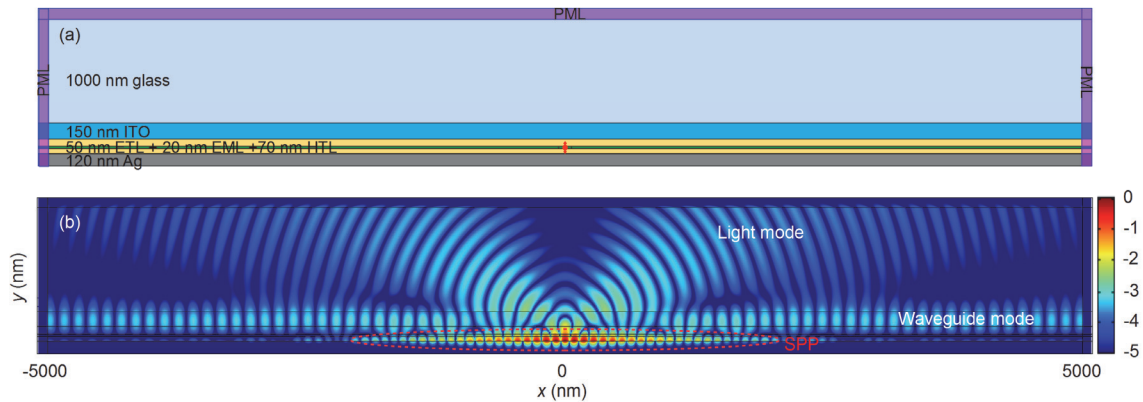 PML
(a)
PML
PML
1000 nm glass
150 nm ITO
50 nm ETL + 20 nm EML +70 nm HTL
120 nm Ag
(b)
Light mode
Waveguide mode
SPP
0
-1
-2
-3
-4
-5
y (nm)
-5000
0
5000
x (nm)